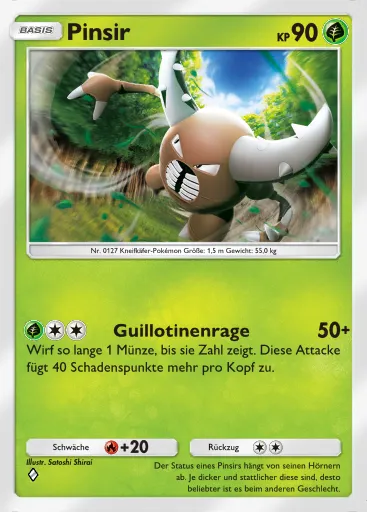 BASIS Pinsir KP 90
Nr. 0127 Kneifkäfer-Pokémon Größe: 1,5 m Gewicht: 55,0 kg
Guillotinenrage 50+
Wirf so lange 1 Münze, bis sie Zahl zeigt. Diese Attacke
fügt 40 Schadenspunkte mehr pro Kopf zu.
Schwäche +20 Rückzug
Illustr. Satoshi Shirai
Der Status eines Pinsirs hängt von seinen Hörnern
ab. Je dicker und stattlicher diese sind, desto
beliebter ist es beim anderen Geschlecht.